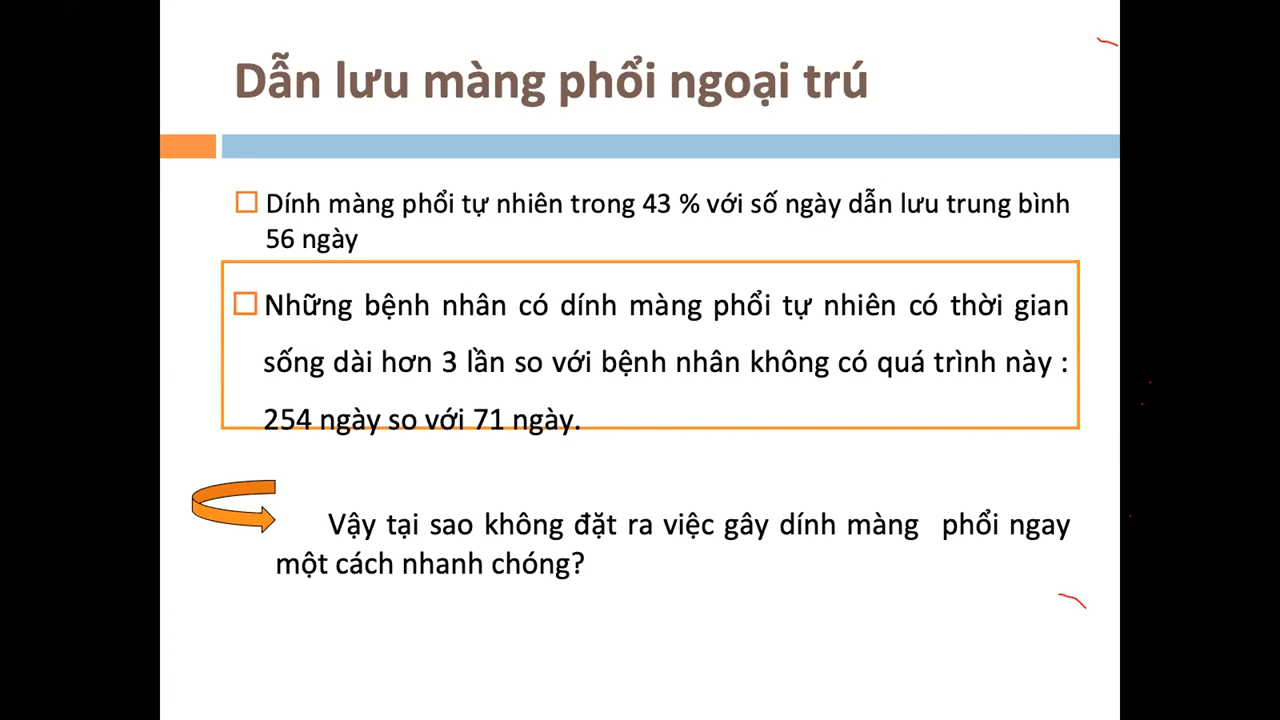 Dẫn lưu màng phổi ngoại trú
Dính màng phổi tự nhiên trong 43 % với số ngày dẫn lưu trung bình
56 ngày
Những bệnh nhân có dính màng phổi tự nhiên có thời gian
sống dài hơn 3 lần so với bệnh nhân không có quá trình này :
254 ngày so với 71 ngày.
Vậy tại sao không đặt ra việc gây dính màng phổi ngay
một cách nhanh chóng?